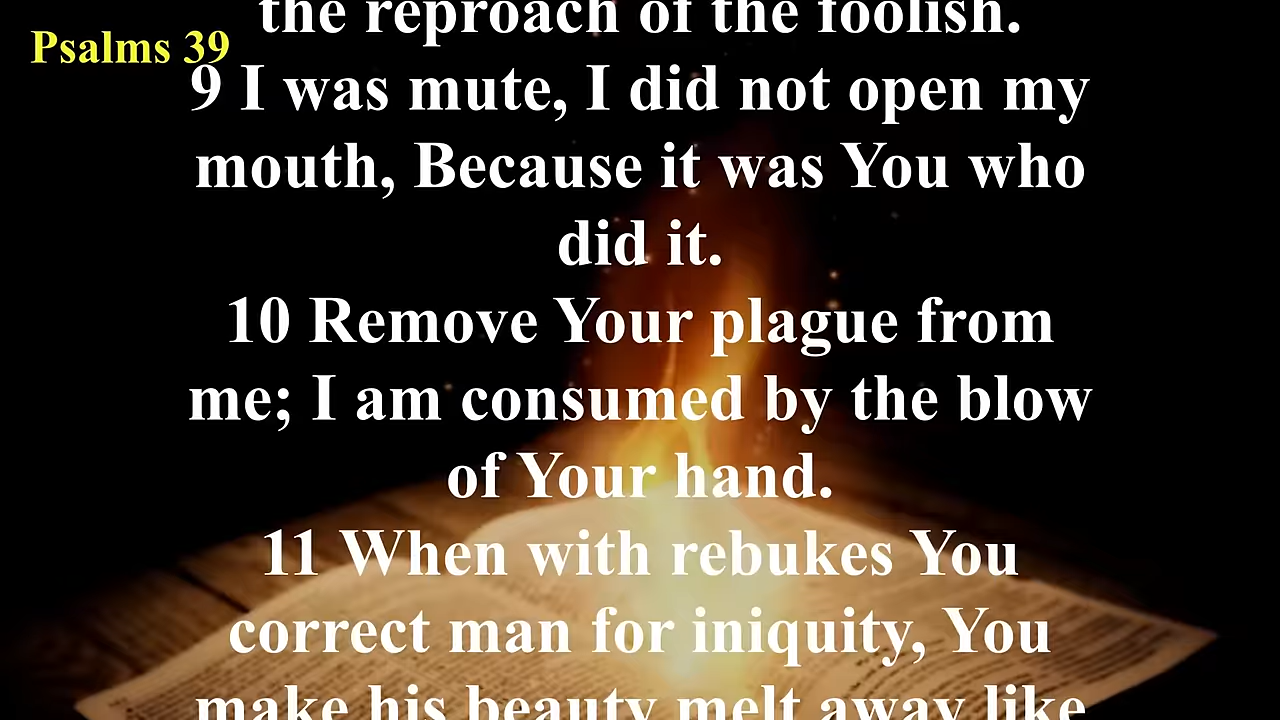 the reproach of the foolish.
Psalms 39
9 I was mute, I did not open my
mouth, Because it was You who
did it.
10 Remove Your plague from
me; I am consumed by the blow
of Your hand.
11 When with rebukes You
correct man for iniquity, You
make his beauty melt away like